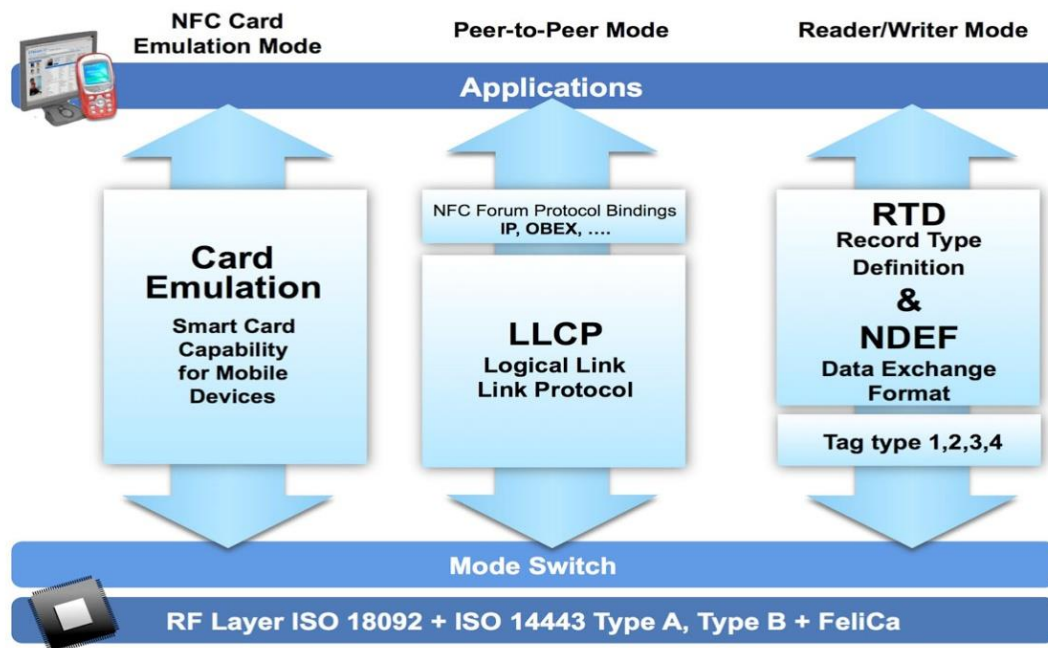 NFC Card
Emulation Mode
Peer-to-Peer Mode
Reader/Writer Mode
Applications
Card
Emulation
Smart Card
Capability
for Mobile
Devices
NFC Forum Protocol Bindings
IP, OBEX, ....
LLCP
Logical Link
Link Protocol
RTD
Record Type
Definition
&
NDEF
Data Exchange
Format
Tag type 1,2,3,4
Mode Switch
RF Layer ISO 18092 + ISO 14443 Type A, Type B + FeliCa